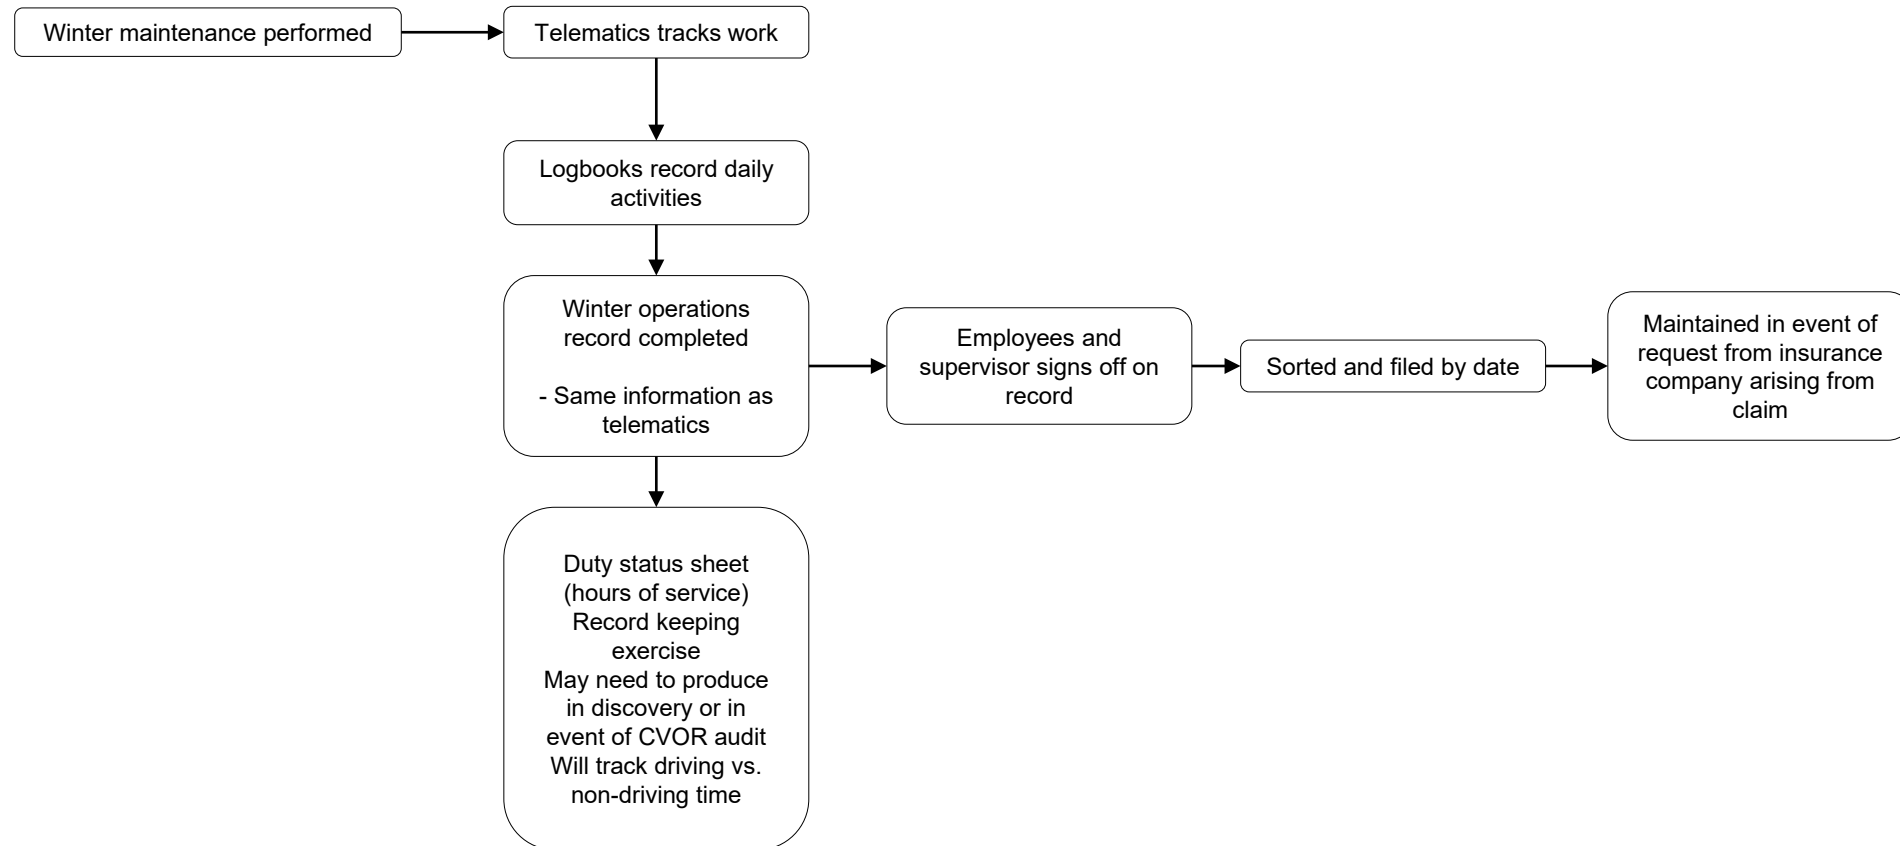 Winter maintenance performed
Telematics tracks work
Logbooks record daily
activities
Winter operations
record completed
- Same information as
telematics
Employees and
supervisor signs off on
record
Sorted and filed by date
Maintained in event of
request from insurance
company arising from
claim
Duty status sheet
(hours of service)
Record keeping
exercise
May need to produce
in discovery or in
event of CVOR audit
Will track driving vs.
non-driving time